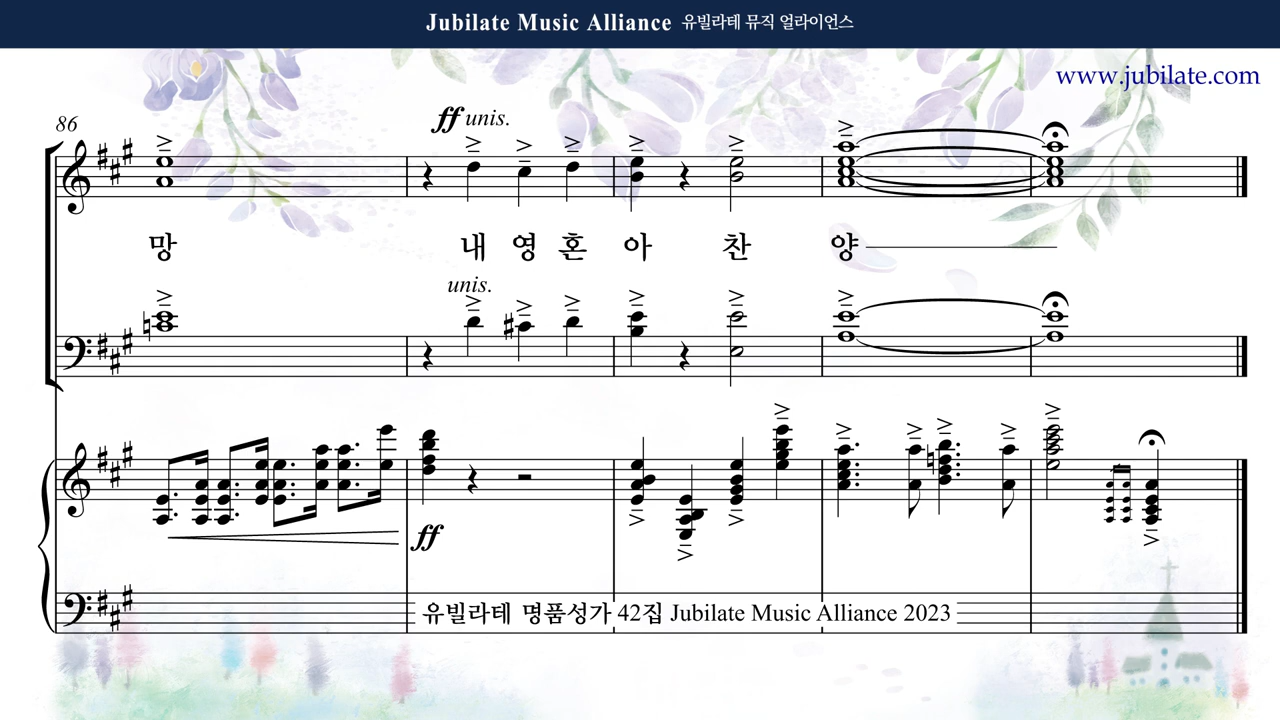 Jubilate Music Alliance 유빌라테 뮤직 얼라이언스
www.jubilate.com
86
ff unis.
망 내 영 혼 아 찬 양
unis.
ff
유빌라테 명품성가 42집 Jubilate Music Alliance 2023